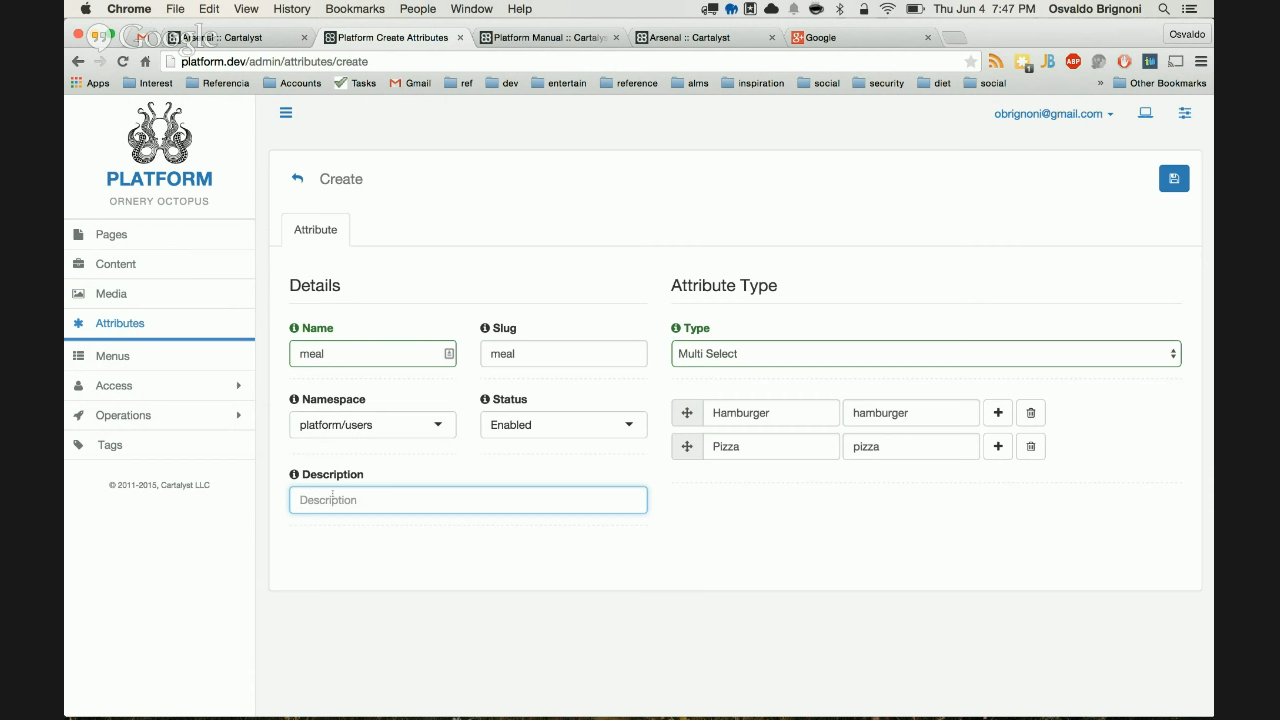 Chrome File Edit View History Bookmarks People Window Help Thu Jun 4 7:47 PM Osvaldo Brignoni
Google
Arsenal :: Cartalyst Platform Create Attributes Platform Manual :: Cartalys Arsenal :: Cartalyst Google Osvaldo
platform.dev/admin/attributes/create
Apps Interest Referencia Accounts Tasks Gmail ref dev entertain reference alms inspiration social security diet social » Other Bookmarks
PLATFORM
ORNERY OCTOPUS
Pages
Content
Media
Attributes
Menus
Access
Operations
Tags
© 2011-2015, Cartalyst LLC
obrignoni@gmail.com
Create
Attribute
Details
Name
meal
Slug
meal
Namespace
platform/users
Status
Enabled
Description
Description
Attribute Type
Type
Multi Select
Hamburger hamburger
Pizza pizza